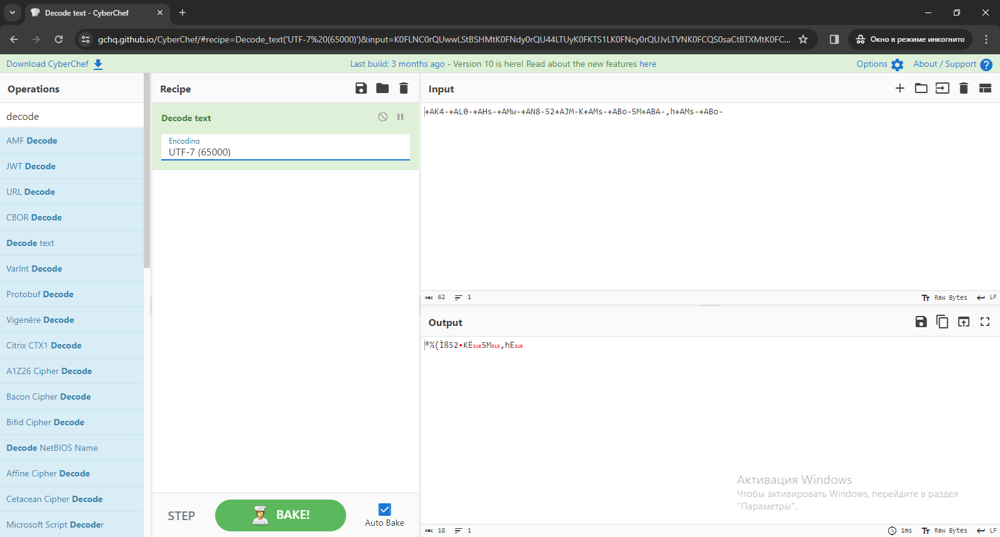 Decode text - CyberChef
gchq.github.io/CyberChef/#recipe=Decode_text('UTF-7%20(65000)')&input=K0FLNC0rQUwwLStBSHMtK0FNdy0rQU44LTUyK0FKTS1LK0FNcy0rQUJvLTVNK0FCQS0saCtBTXMtK0FC...
Окно в режиме инкогнито
Download CyberChef
Last build: 3 months ago - Version 10 is here! Read about the new features here
Options
About / Support
Operations
decode
AMF Decode
JWT Decode
URL Decode
CBOR Decode
Decode text
VarInt Decode
Protobuf Decode
Vigenère Decode
Citrix CTX1 Decode
A1Z26 Cipher Decode
Bacon Cipher Decode
Bifid Cipher Decode
Decode NetBIOS Name
Affine Cipher Decode
Cetacean Cipher Decode
Microsoft Script Decoder
Recipe
Decode text
Encoding
UTF-7 (65000)
STEP
BAKE!
Auto Bake
Input
+AK4-+AL0-+AHs-+AMw-+AN8-52+AJM-K+AMs-+ABo-5M+ABA-,h+AMs-+ABo-
ABC 62 1
Tт Raw Bytes
LF
Output
®½{Ìß52•KËSUB5MDLE,hËSUB
Активация Windows
Чтобы активировать Windows, перейдите в раздел
"Параметры".
ABC 18 1
1ms
Tт Raw Bytes
LF